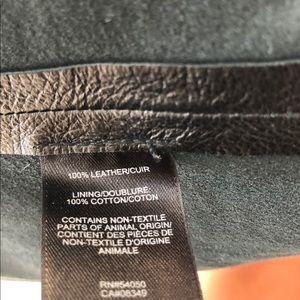 100% LEATHER/CUIR
LINING/DOUBLURE:
100% COTTON/COTON
CONTAINS NON-TEXTILE
PARTS OF ANIMAL ORIGIN/
CONTIENT DES PIÈCES DE
NON-TEXTILE D'ORIGINE
ANIMALE
RN#54050
CA#08349